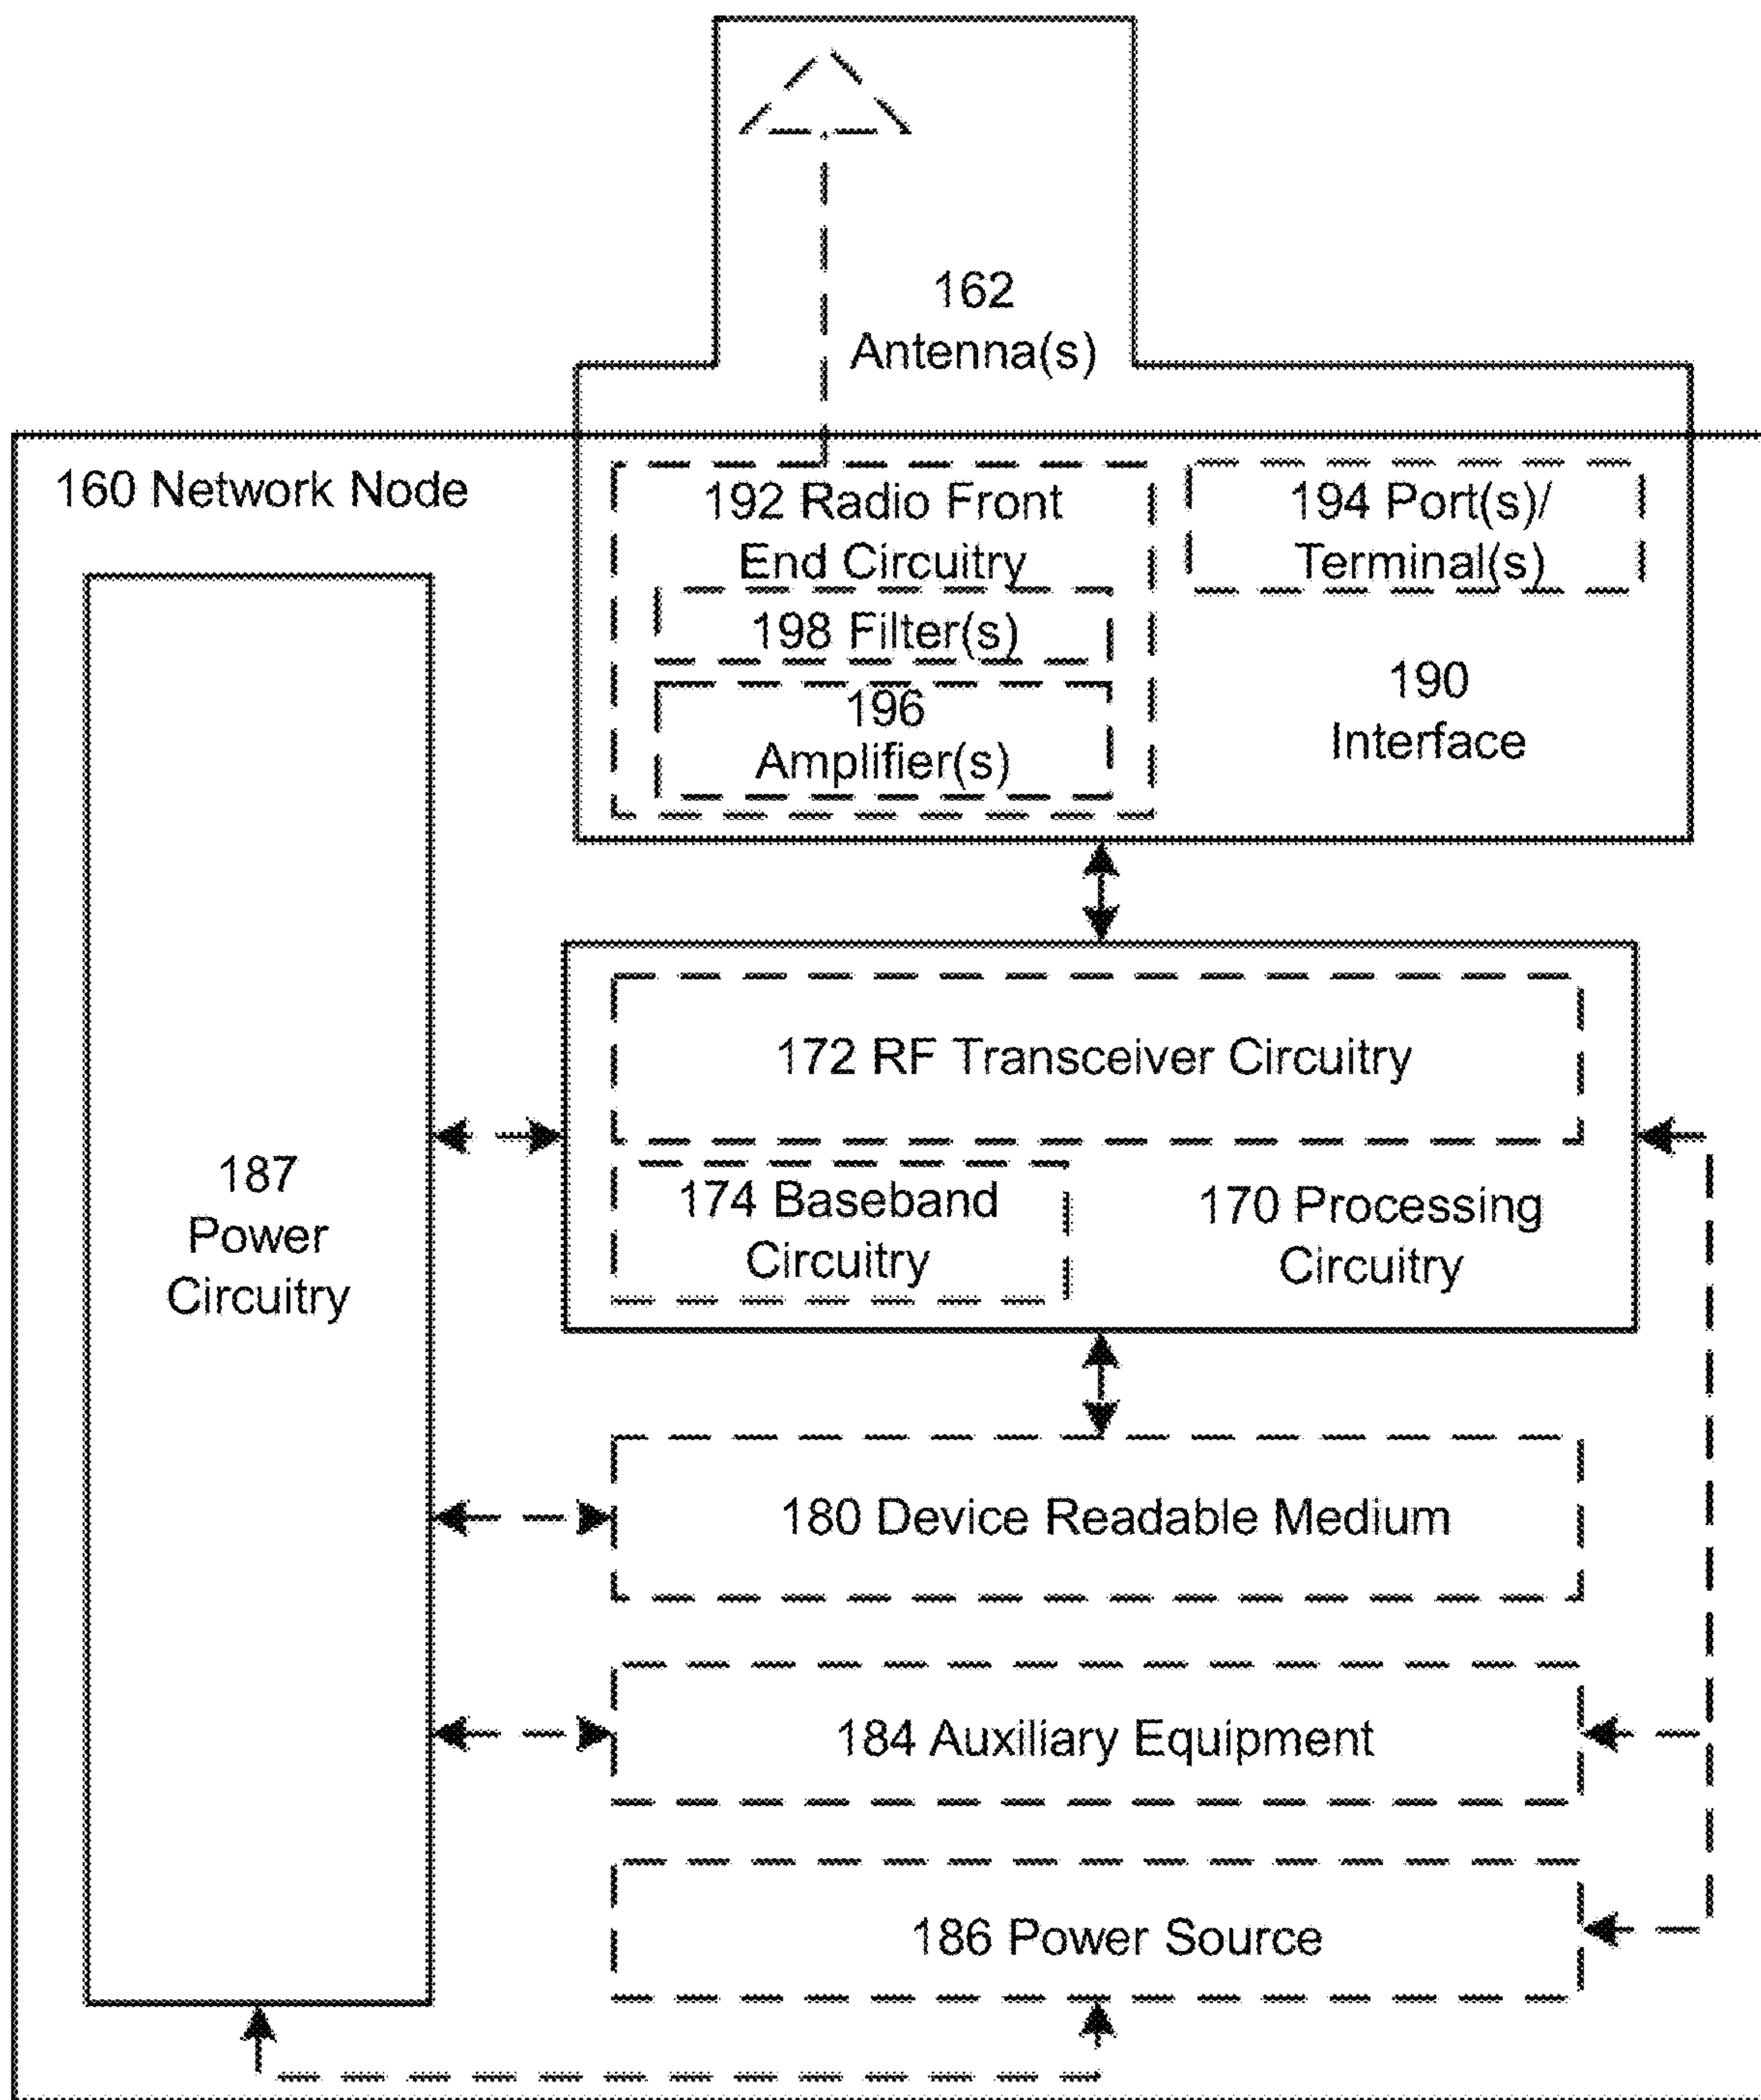 162
Antenna(s)
160 Network Node
192 Radio Front
End Circuitry
194 Port(s)/
Terminal(s)
198 Filter(s)
196
Amplifier(s)
190
Interface
172 RF Transceiver Circuitry
174 Baseband
Circuitry
170 Processing
Circuitry
187
Power
Circuitry
180 Device Readable Medium
184 Auxiliary Equipment
186 Power Source